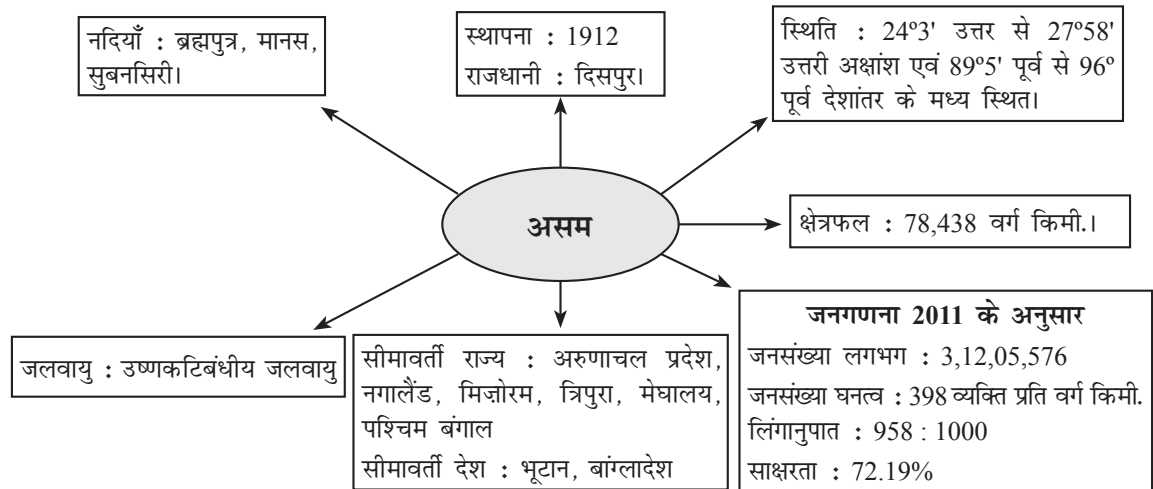 नदियाँ : ब्रह्मपुत्र, मानस,
सुबनसिरी।
स्थापना : 1912
राजधानी : दिसपुर।
स्थिति : 24º3' उत्तर से 27º58'
उत्तरी अक्षांश एवं 89º5' पूर्व से 96º
पूर्व देशांतर के मध्य स्थित।
असम
क्षेत्रफल : 78,438 वर्ग किमी.।
जलवायु : उष्णकटिबंधीय जलवायु
सीमावर्ती राज्य : अरुणाचल प्रदेश,
नगालैंड, मिज़ोरम, त्रिपुरा, मेघालय,
पश्चिम बंगाल
सीमावर्ती देश : भूटान, बांग्लादेश
जनगणना 2011 के अनुसार
जनसंख्या लगभग : 3,12,05,576
जनसंख्या घनत्व : 398 व्यक्ति प्रति वर्ग किमी.
लिंगानुपात : 958 : 1000
साक्षरता : 72.19%